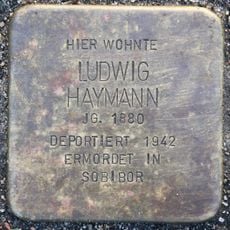 HIER WOHNTE
LUDWIG
HAYMANN
JG. 1880
DEPORTIERT 1942
ERMORDET IN
SOBIBOR